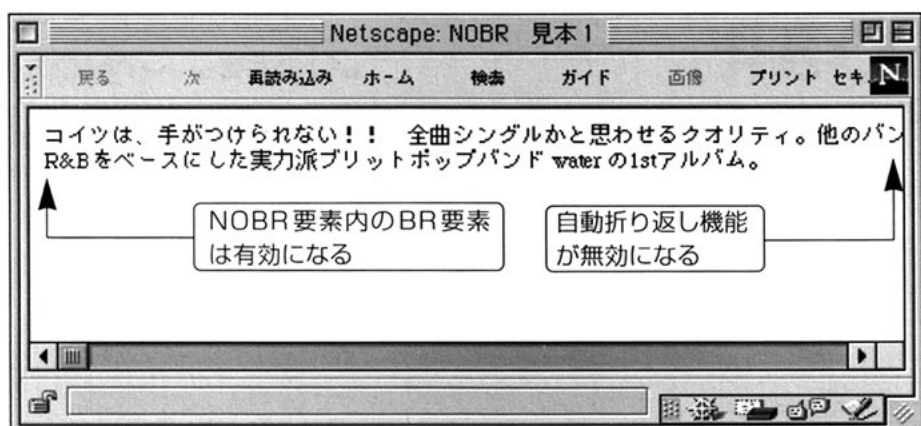 Netscape: NOBR 見本1
戻る 次 再読み込み ホーム 検索 ガイド 画像 プリント セキ N
コイツは、手がつけられない！！ 全曲シングルかと思わせるクオリティ。他のバン
R&Bをベースにした実力派ブリットポップバンド water の1stアルバム。
NOBR要素内のBR要素
は有効になる
自動折り返し機能
が無効になる